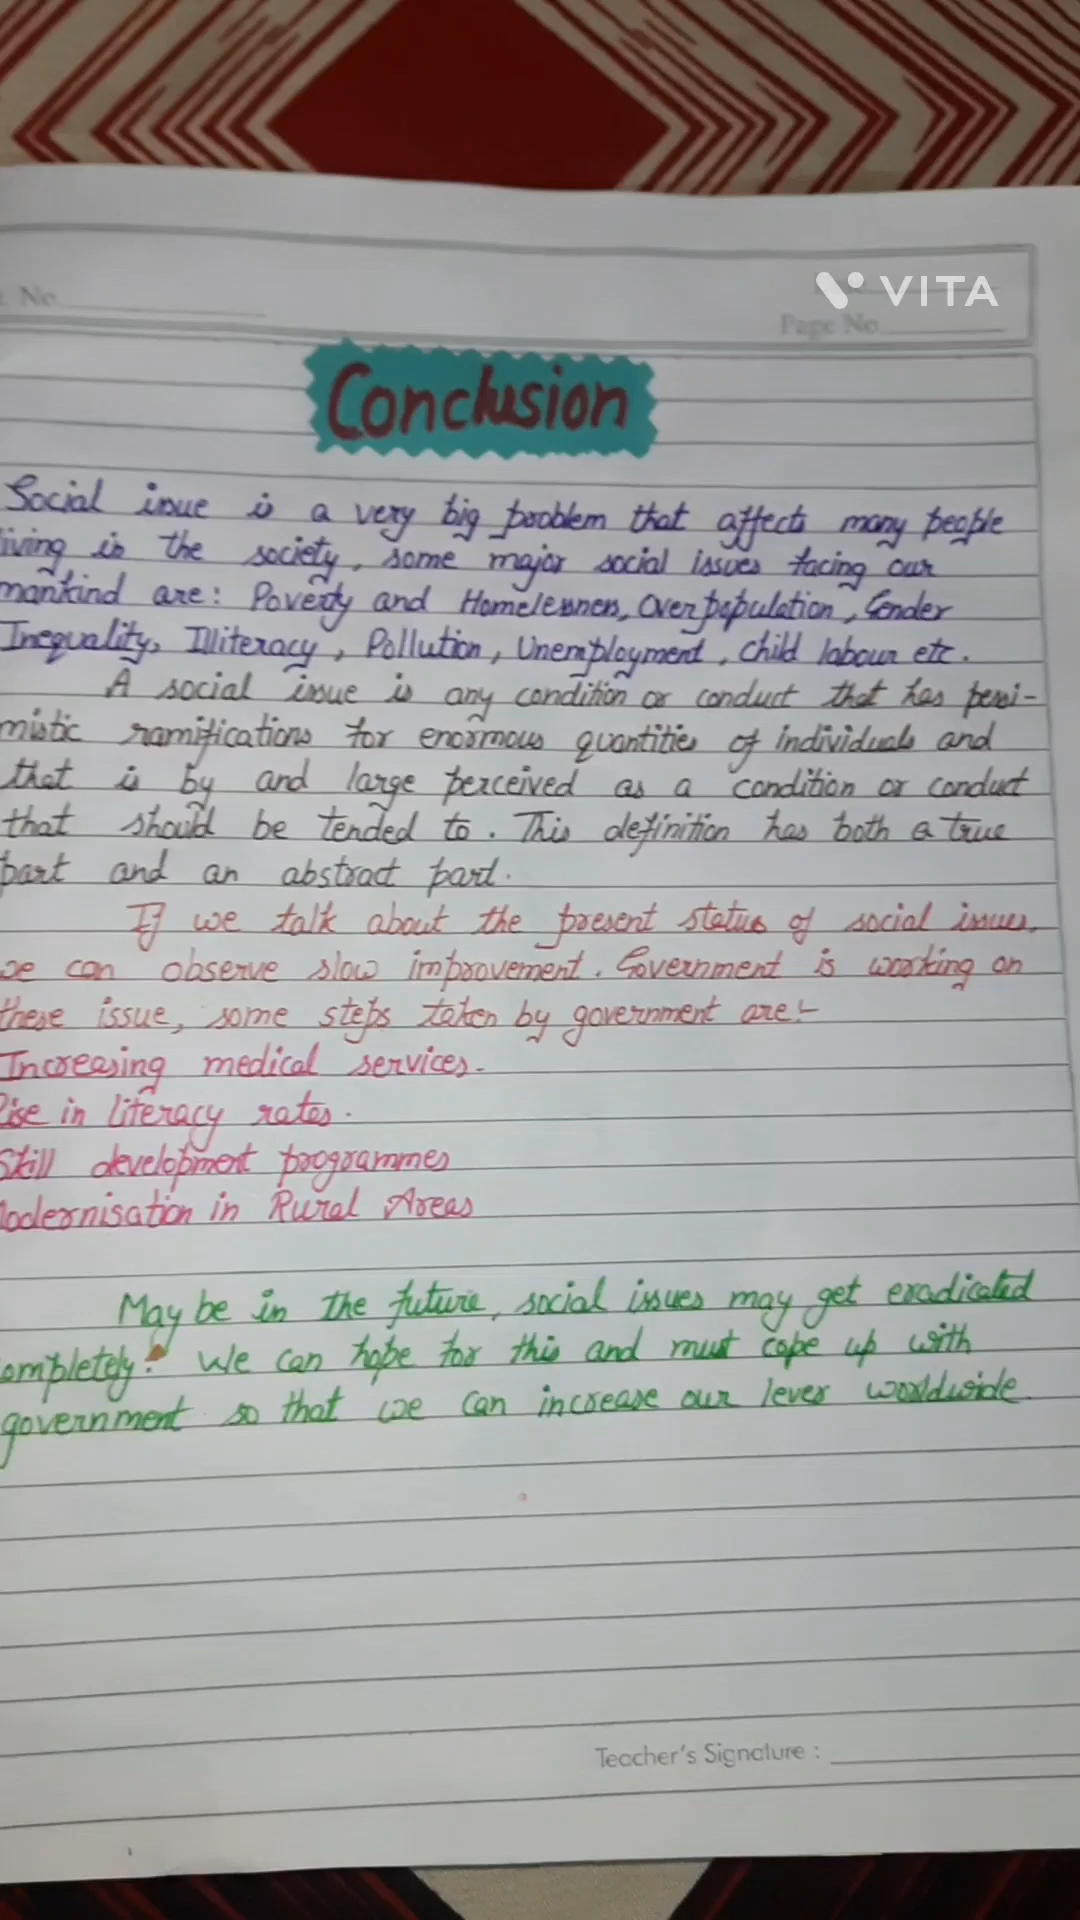 No
VITA
Page No.
Conclusion
Social issue is a very big problem that affects many people
living in the society, some major social issues facing our
mankind are: Poverty and Homelessness, Overpopulation, Gender
Inequality, Illiteracy, Pollution, Unemployment, child labour etc.
A social issue is any condition or conduct that has pessi-
mistic ramifications for enormous quantities of individuals and
that is by and large perceived as a condition or conduct
that should be tended to. This definition has both a true
part and an abstract part.
If we talk about the present status of social issues,
we can observe slow improvement. Government is working on
these issue, some steps taken by government are:-
Increasing medical services.
Rise in literacy rates.
Skill development programmes
Modernisation in Rural Areas
May be in the future, social issues may get eradicated
completely. We can hope for this and must cope up with
government so that we can increase our lever worldwide.
Teacher's Signature :